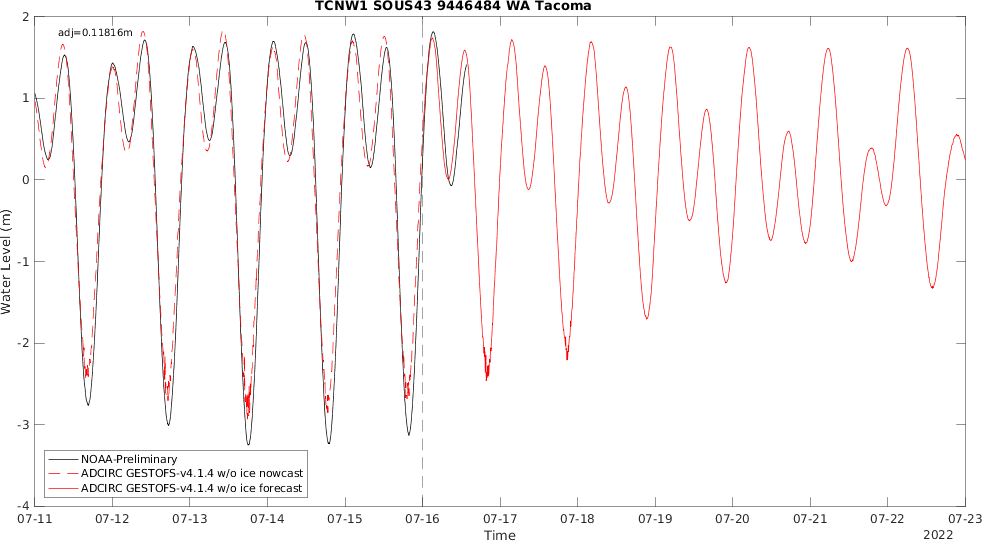 TCNW1 SOUS43 9446484 WA Tacoma
adj=0.11816m
2
1
0
-1
-2
-3
-4
Water Level (m)
NOAA-Preliminary
ADCIRC GESTOFS-v4.1.4 w/o ice nowcast
ADCIRC GESTOFS-v4.1.4 w/o ice forecast
07-11 07-12 07-13 07-14 07-15 07-16 07-17 07-18 07-19 07-20 07-21 07-22 07-23
Time
2022